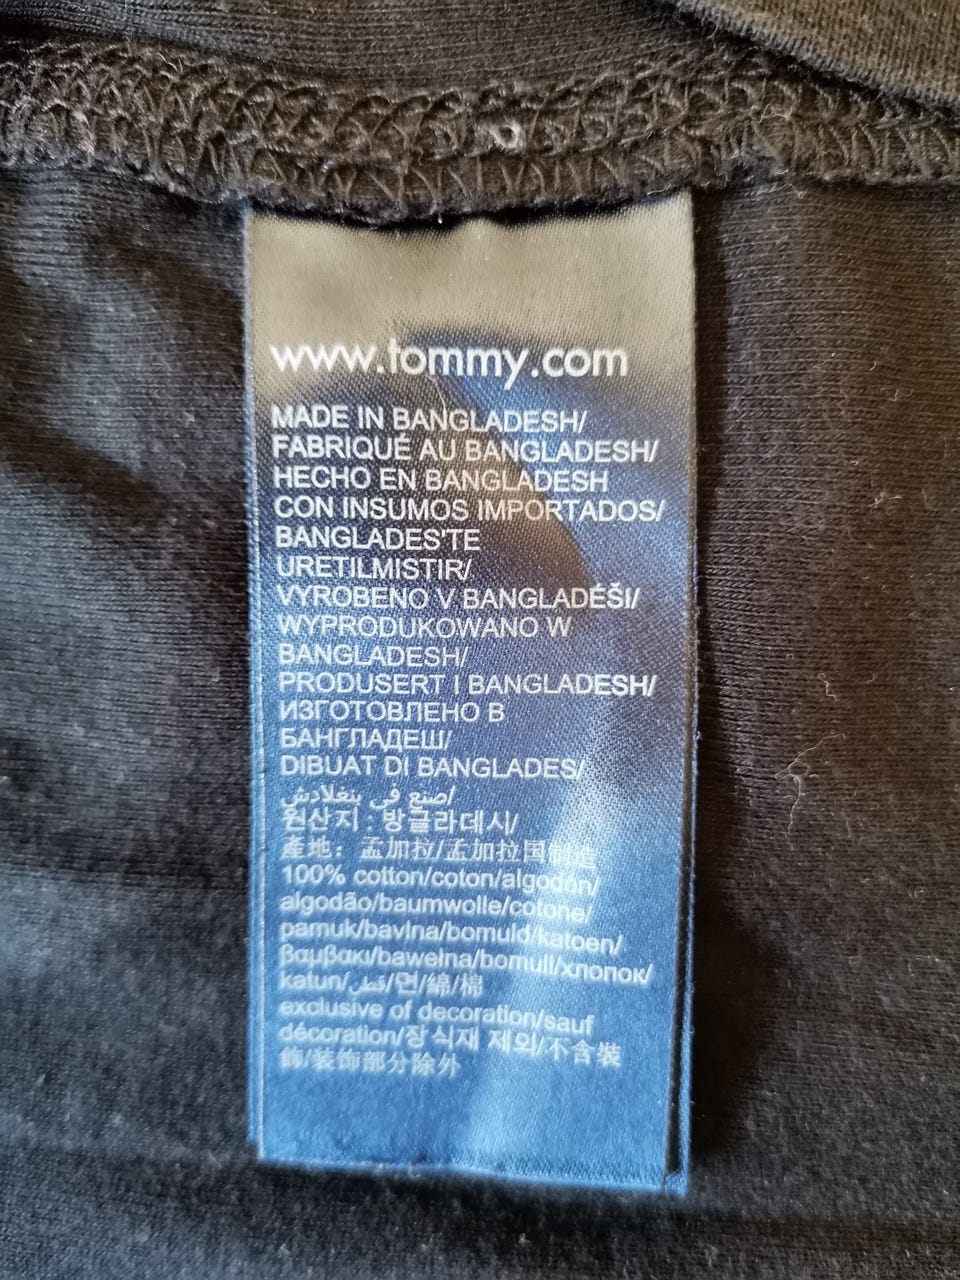 www.tommy.com
MADE IN BANGLADESH/
FABRIQUÉ AU BANGLADESH/
HECHO EN BANGLADESH
CON INSUMOS IMPORTADOS/
BANGLADES'TE
URETILMISTIR/
VYROBENO V BANGLADÉŠI/
WYPRODUKOWANO W
BANGLADESH/
PRODUSERT I BANGLADESH/
ИЗГОТОВЛЕНО В
БАНГЛАДЕШ/
DIBUAT DI BANGLADES/
صنع في بنغلادش/
원산지 : 방글라데시/
產地：孟加拉/孟加拉国制造
100% cotton/coton/algodón/
algodão/baumwolle/cotone/
pamuk/bavlna/bomuld/katoen/
βαμβακι/bawełna/bomull/хлопок/
katun/قطن/면/綿/棉
exclusive of decoration/sauf
décoration/장식재 제외/不含裝
飾/装饰部分除外